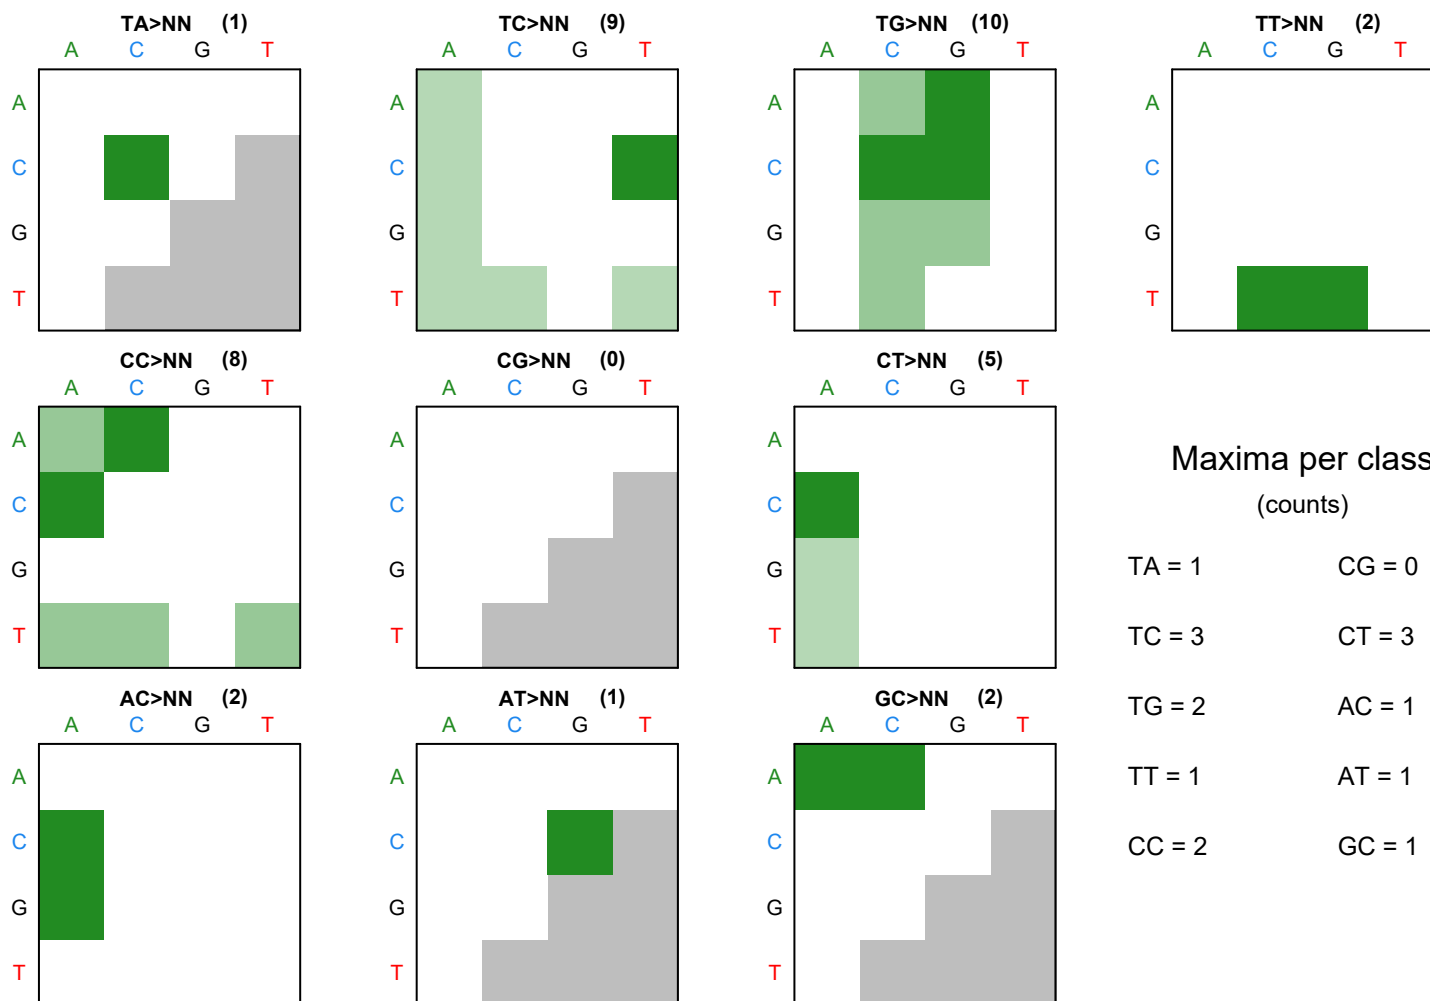 TA>NN (1)
A C G T
A
C
G
T
TC>NN (9)
A C G T
A
C
G
T
TG>NN (10)
A C G T
A
C
G
T
TT>NN (2)
A C G T
A
C
G
T
CC>NN (8)
A C G T
A
C
G
T
CG>NN (0)
A C G T
A
C
G
T
CT>NN (5)
A C G T
A
C
G
T
Maxima per class
(counts)
TA = 1 CG = 0
TC = 3 CT = 3
TG = 2 AC = 1
TT = 1 AT = 1
CC = 2 GC = 1
AC>NN (2)
A C G T
A
C
G
T
AT>NN (1)
A C G T
A
C
G
T
GC>NN (2)
A C G T
A
C
G
T